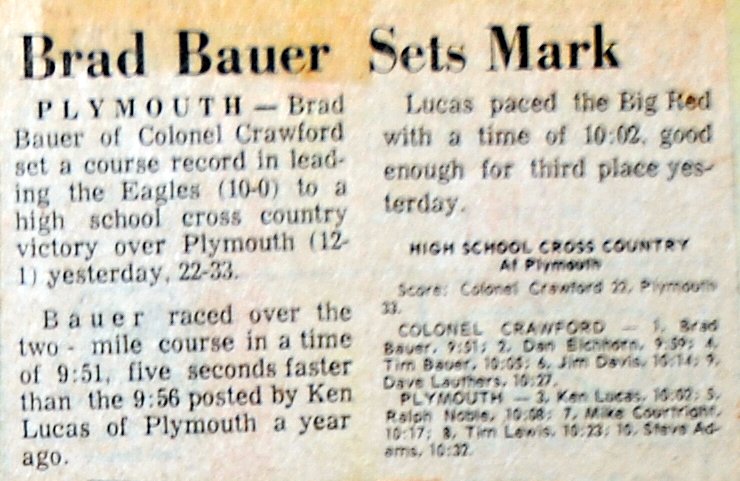 Brad Bauer Sets Mark
PLYMOUTH — Brad
Bauer of Colonel Crawford
set a course record in lead-
ing the Eagles (10-0) to a
high school cross country
victory over Plymouth (12-
1) yesterday, 22-33.
Bauer raced over the
two - mile course in a time
of 9:51, five seconds faster
than the 9:56 posted by Ken
Lucas of Plymouth a year
ago.
Lucas paced the Big Red
with a time of 10:02, good
enough for third place yes-
terday.
HIGH SCHOOL CROSS COUNTRY
At Plymouth
Score: Colonel Crawford 22, Plymouth
33.
COLONEL CRAWFORD — 1, Brad
Bauer, 9:51; 2, Dan Eichhorn, 9:59; 4,
Tim Bauer, 10:05; 6, Jim Davis, 10:14; 9,
Dave Lauthers, 10:27.
PLYMOUTH — 3, Ken Lucas, 10:02; 5,
Ralph Noble, 10:08; 7, Mike Courtright,
10:17; 8, Tim Lewis, 10:23; 10, Steve Ad-
ams, 10:32.